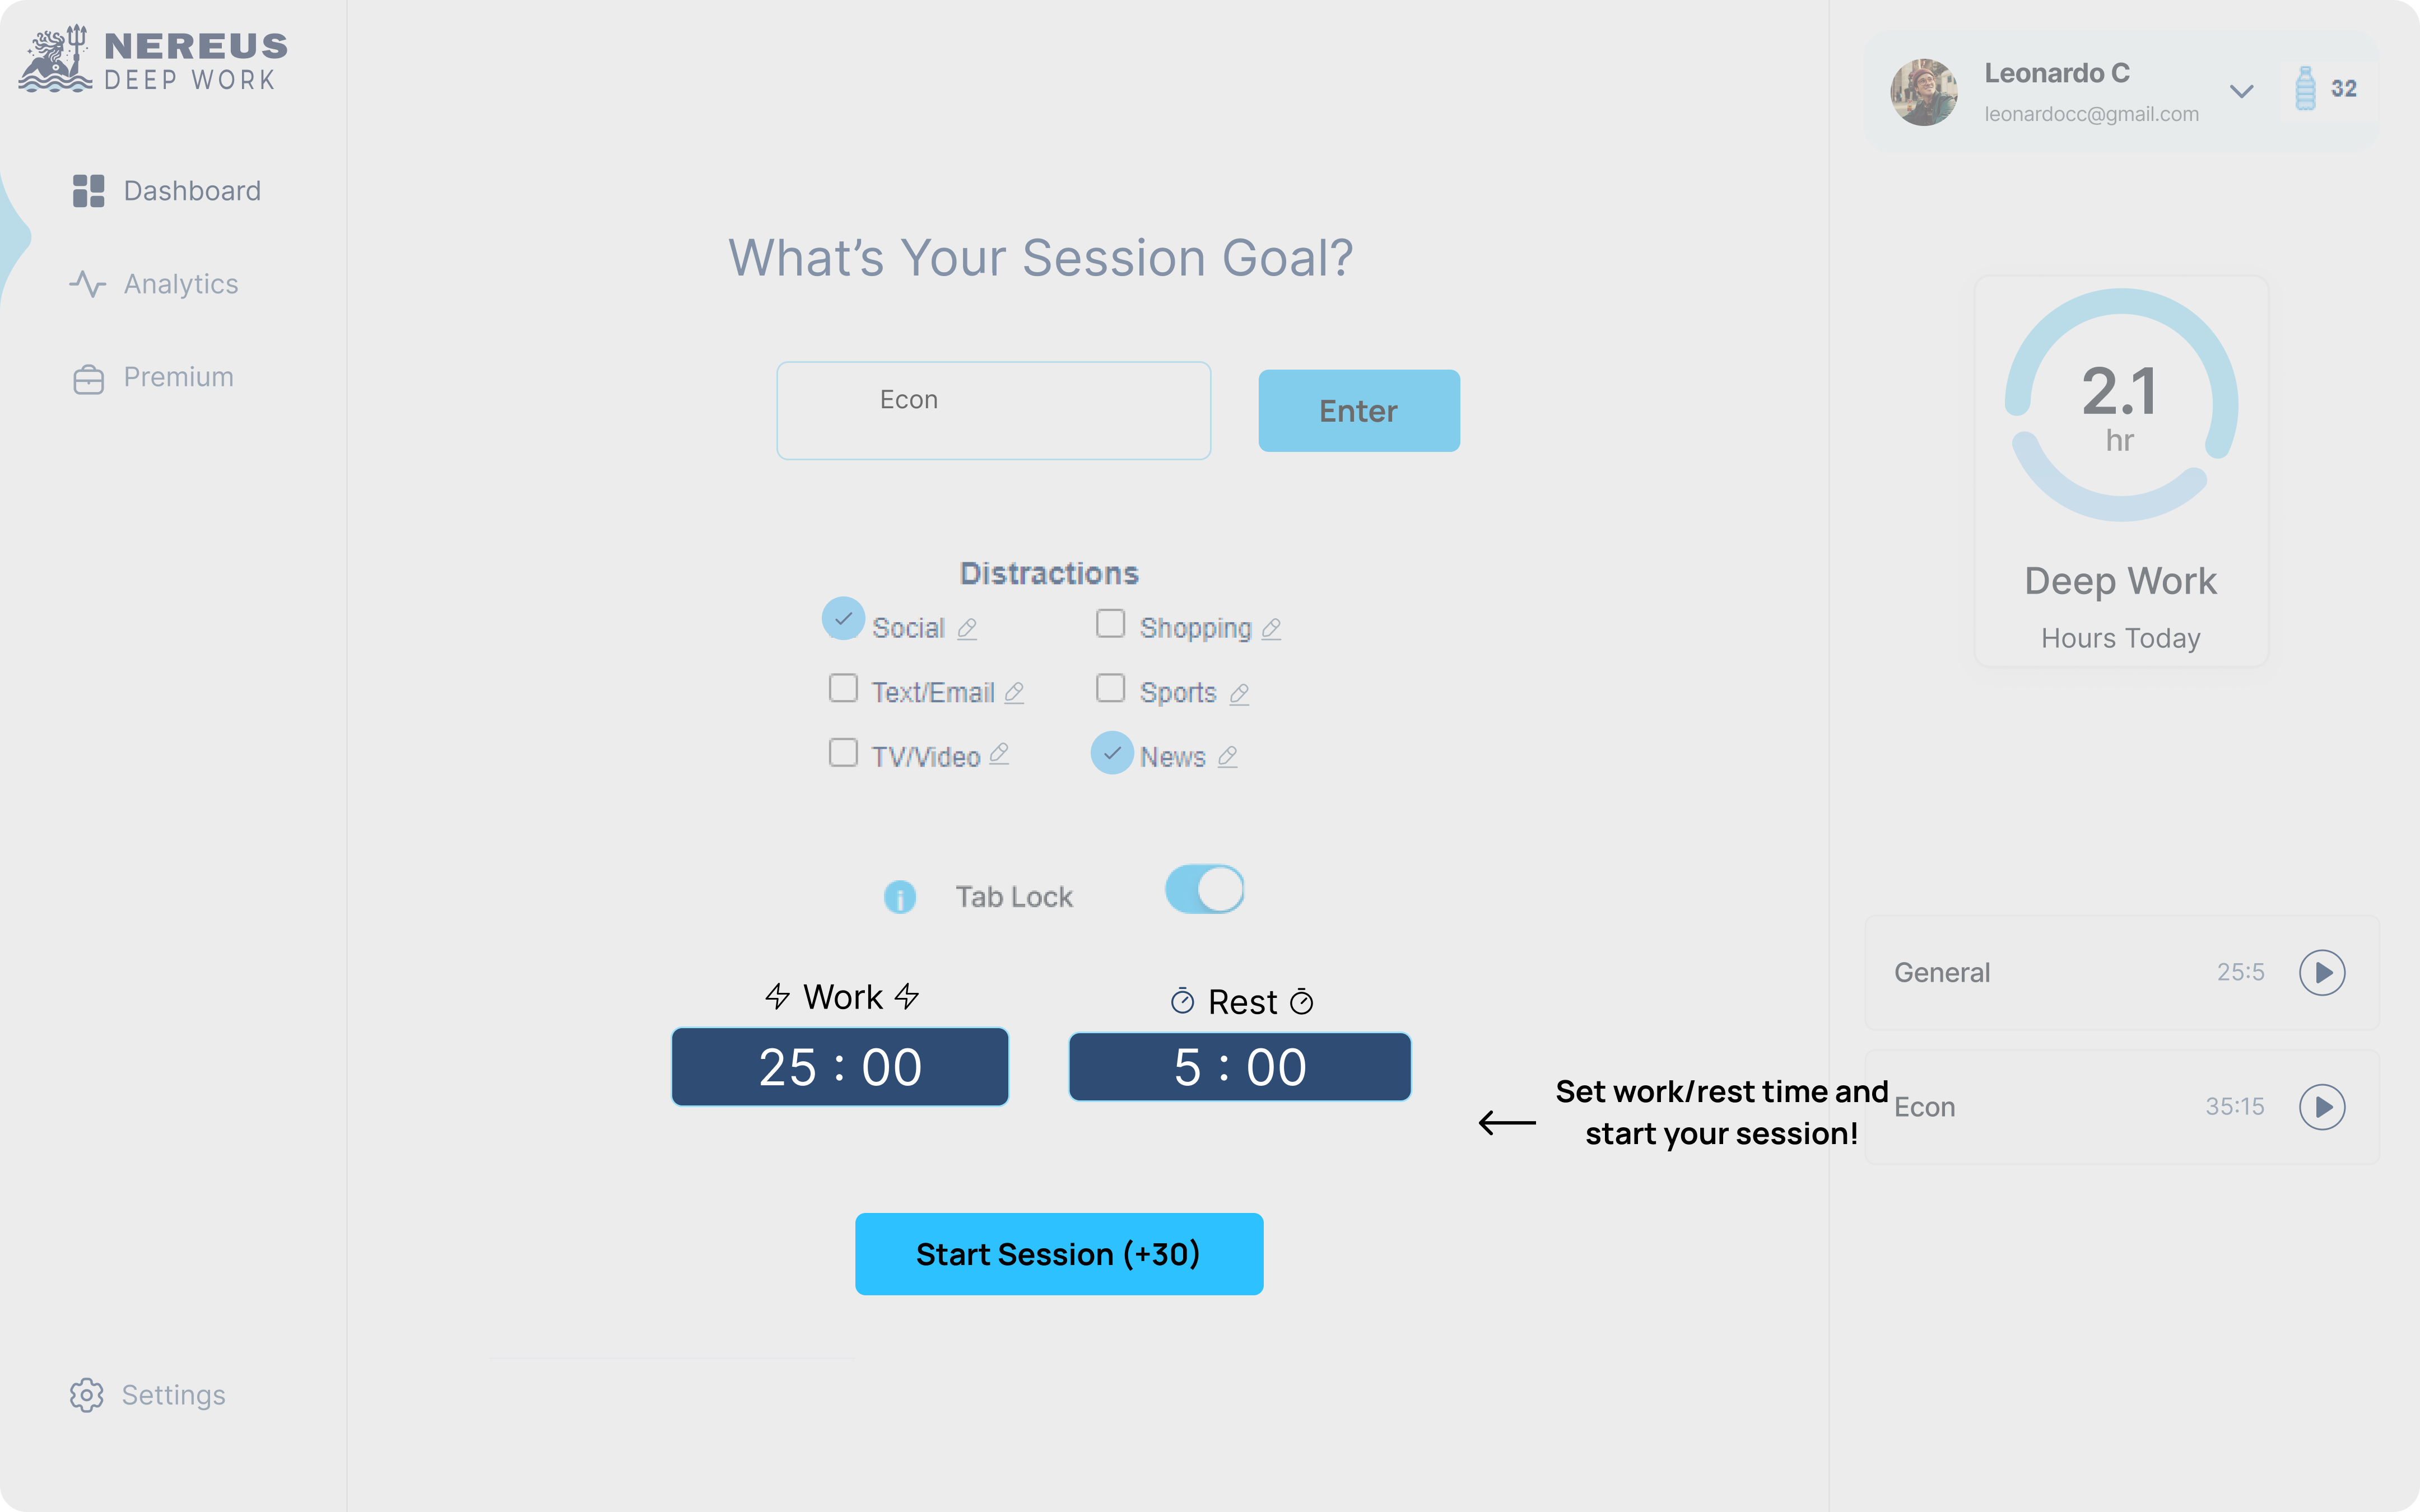 NEREUS
DEEP WORK
Dashboard
Analytics
Premium
Settings
What’s Your Session Goal?
Econ
Enter
Distractions
Social
Shopping
Text/Email
Sports
TV/Video
News
i
Tab Lock
Work
Rest
25 : 00
5 : 00
Set work/rest time and
start your session!
Start Session (+30)
Leonardo C
leonardocc@gmail.com
32
2.1
hr
Deep Work
Hours Today
General 25:5
Econ 35:15